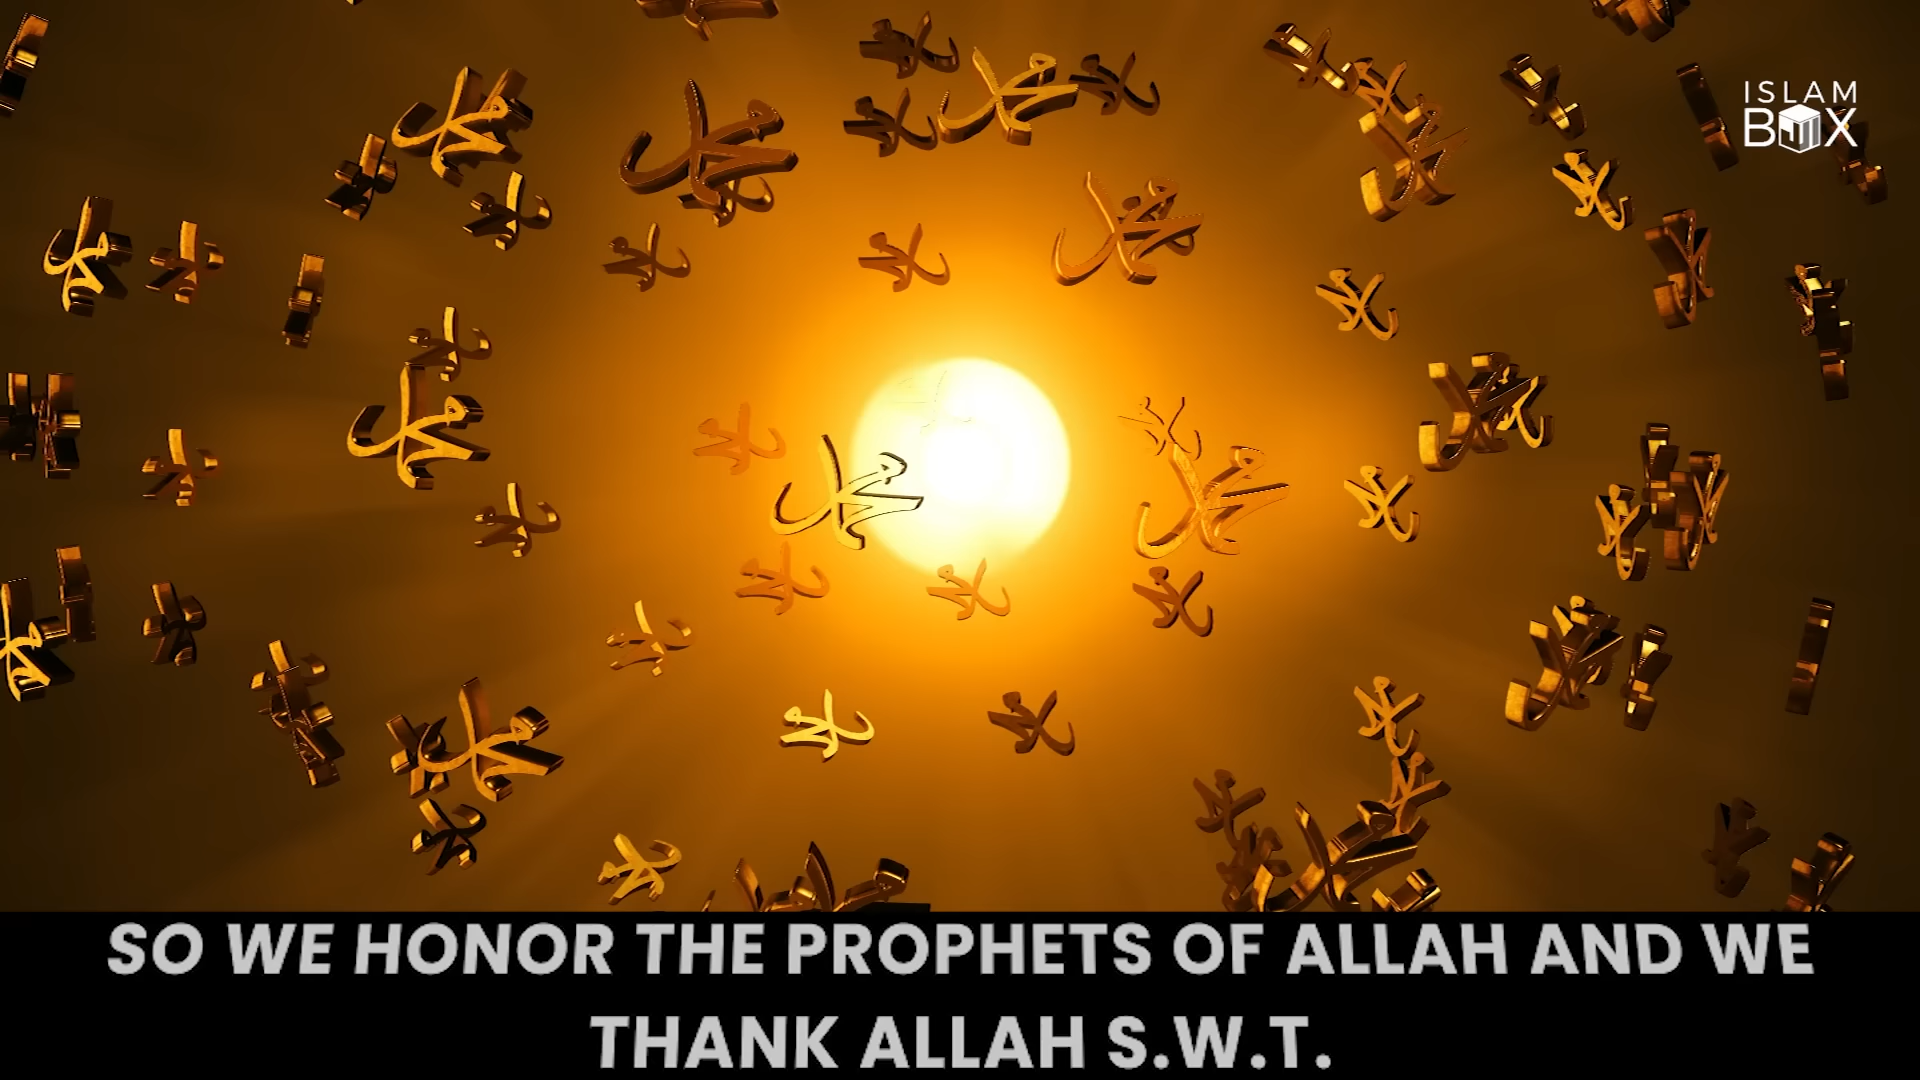 ISLAM
BOX
SO WE HONOR THE PROPHETS OF ALLAH AND WE
THANK ALLAH S.W.T.
محمد